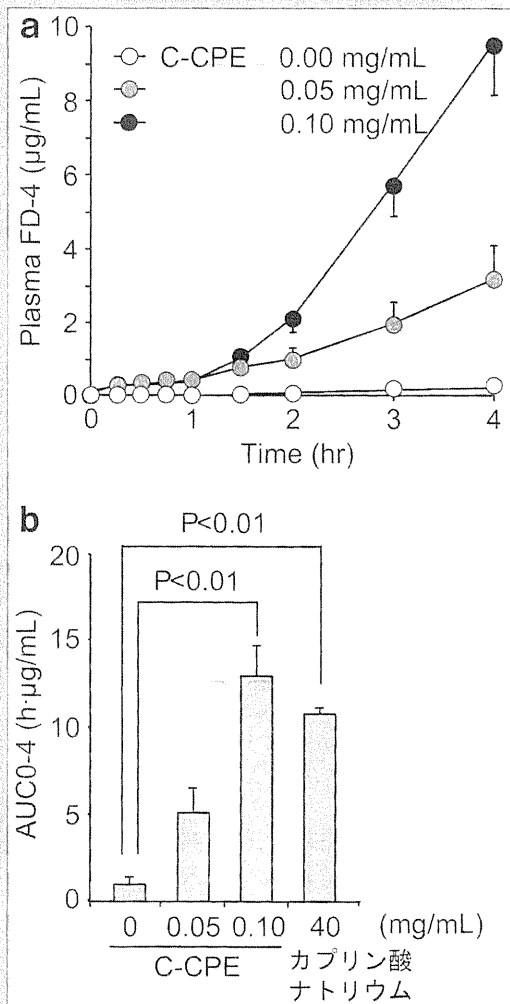 a
Plasma FD-4 (μg/mL)
10
8
6
4
2
0
C-CPE 0.00 mg/mL
0.05 mg/mL
0.10 mg/mL
0 1 2 3 4
Time (hr)
b
P<0.01
P<0.01
AUC0-4 (h·μg/mL)
20
15
10
5
0
0 0.05 0.10 40 (mg/mL)
C-CPE
カプリン酸
ナトリウム